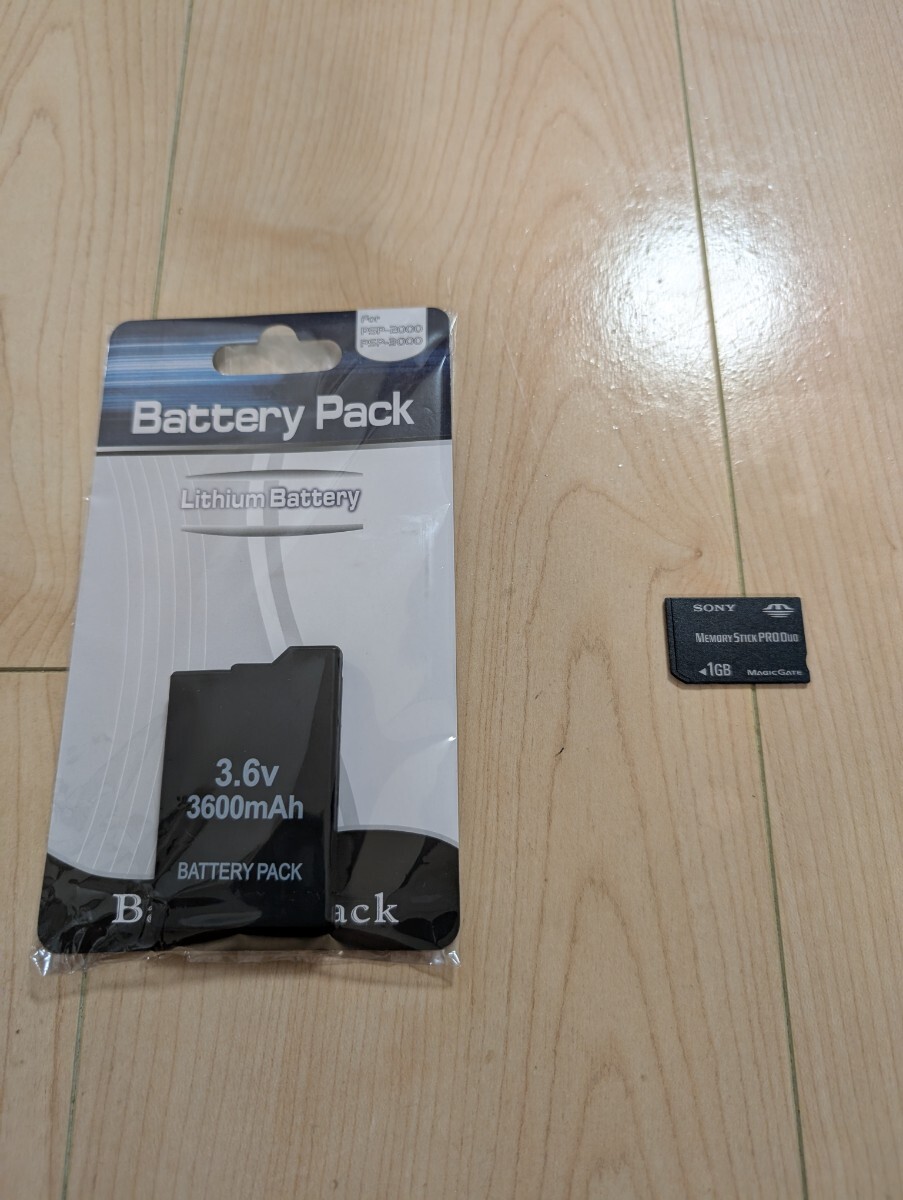 For
PSP-2000
PSP-3000
Battery Pack
Lithium Battery
3.6v
3600mAh
BATTERY PACK
B ack
SONY
MEMORY STICK PRO DUO
◄1GB MAGICGATE